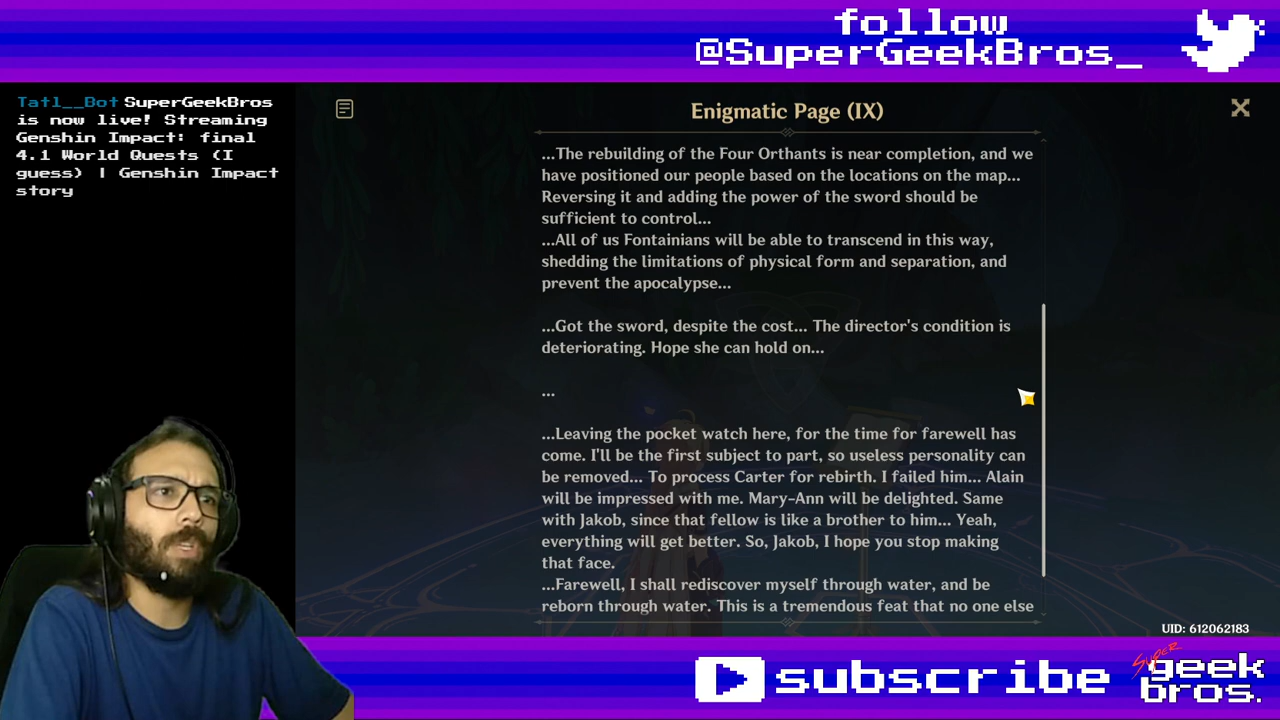 follow
@SuperGeekBros_
Tatl__Bot SuperGeekBros
is now live! Streaming
Genshin Impact: final
4.1 World Quests (I
guess) | Genshin Impact
story
Enigmatic Page (IX)
...The rebuilding of the Four Orthants is near completion, and we
have positioned our people based on the locations on the map...
Reversing it and adding the power of the sword should be
sufficient to control...
...All of us Fontainians will be able to transcend in this way,
shedding the limitations of physical form and separation, and
prevent the apocalypse...
...Got the sword, despite the cost... The director's condition is
deteriorating. Hope she can hold on...
...
...Leaving the pocket watch here, for the time for farewell has
come. I'll be the first subject to part, so useless personality can
be removed... To process Carter for rebirth. I failed him... Alain
will be impressed with me. Mary-Ann will be delighted. Same
with Jakob, since that fellow is like a brother to him... Yeah,
everything will get better. So, Jakob, I hope you stop making
that face.
...Farewell, I shall rediscover myself through water, and be
reborn through water. This is a tremendous feat that no one else
UID: 612062183
subscribe
Super
geek
bros.